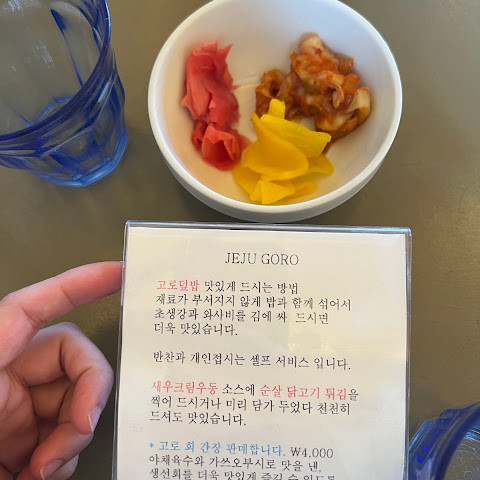 JEJU GORO
고로덮밥 맛있게 드시는 방법
재료가 부서지지 않게 밥과 함께 섞어서
초생강과 와사비를 김에 싸 드시면
더욱 맛있습니다.
반찬과 개인접시는 셀프 서비스 입니다.
새우크림우동 소스에 순살 닭고기 튀김을
찍어 드시거나 미리 담가 두었다 천천히
드셔도 맛있습니다.
* 고로 회 간장 판매합니다. ₩4,000
야채육수와 가쓰오부시로 맛을 낸,
생선회를 더욱 맛있게 즐길 수 있도록